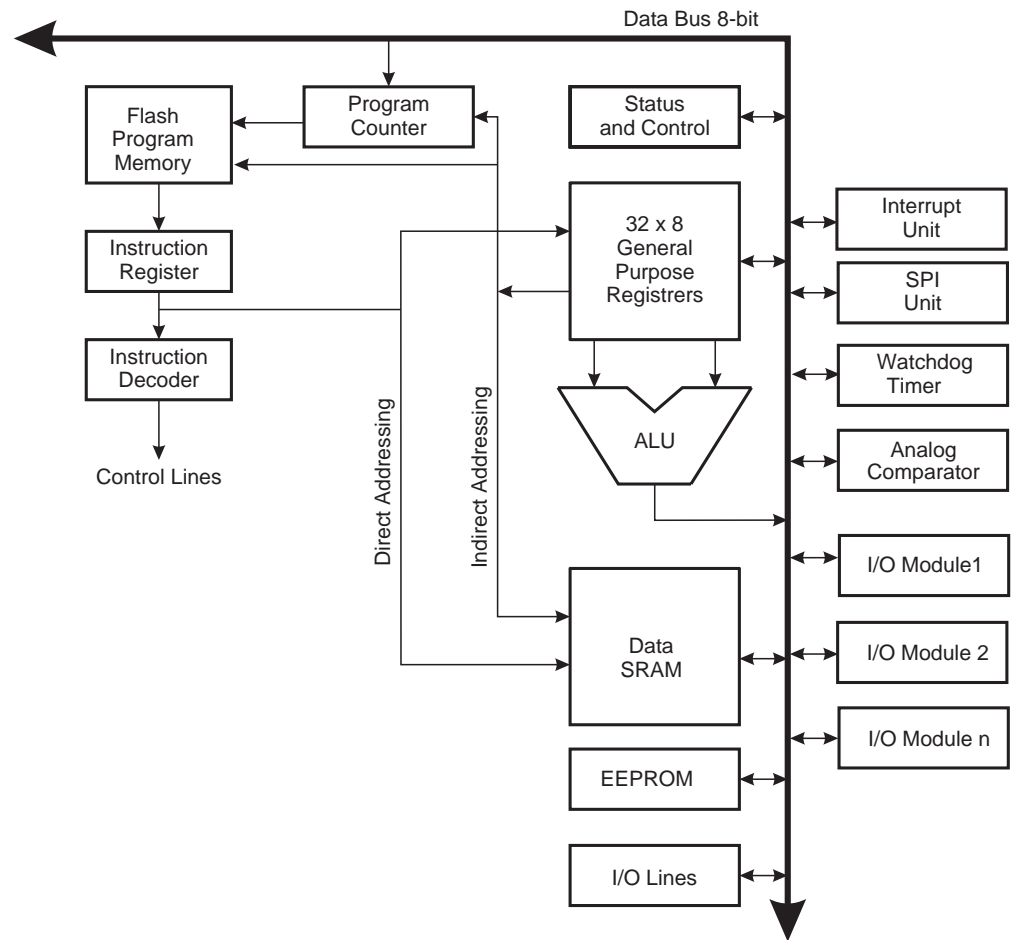 Data Bus 8-bit
Flash
Program
Memory
Program
Counter
Status
and Control
32 x 8
General
Purpose
Registrers
Interrupt
Unit
Instruction
Register
SPI
Unit
Instruction
Decoder
Watchdog
Timer
Direct Addressing
Indirect Addressing
ALU
Analog
Comparator
Control Lines
I/O Module1
Data
SRAM
I/O Module 2
I/O Module n
EEPROM
I/O Lines